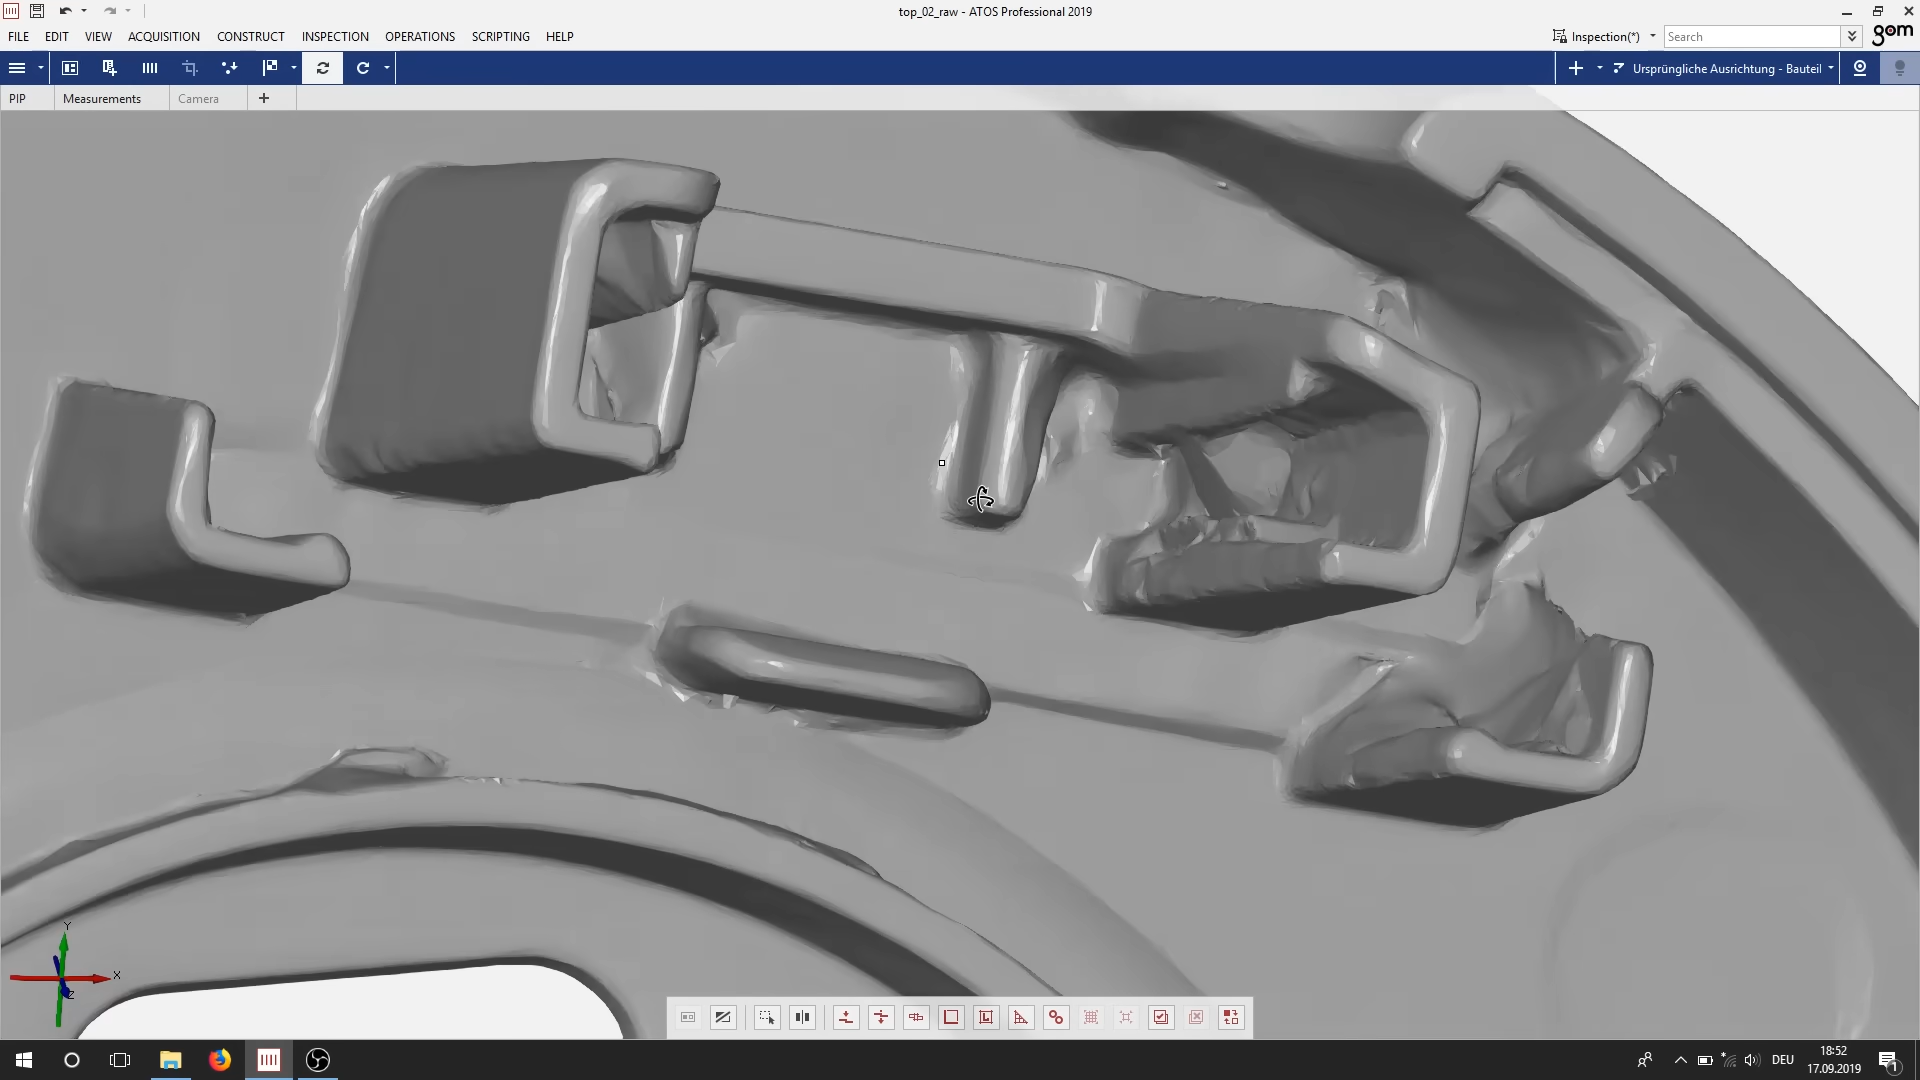 top_02_raw - ATOS Professional 2019
FILE EDIT VIEW ACQUISITION CONSTRUCT INSPECTION OPERATIONS SCRIPTING HELP
Inspection(*) Search gom
Ursprüngliche Ausrichtung - Bauteil
PIP Measurements Camera
Y
X
Z
DEU
18:52
17.09.2019
1